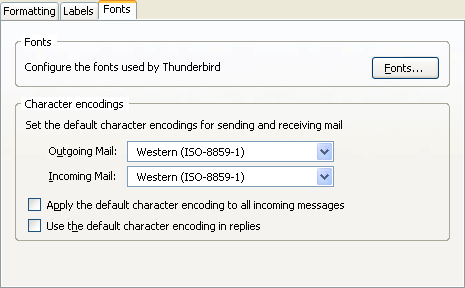 Formatting Labels Fonts
Fonts
Configure the fonts used by Thunderbird Fonts...
Character encodings
Set the default character encodings for sending and receiving mail
Outgoing Mail: Western (ISO-8859-1)
Incoming Mail: Western (ISO-8859-1)
Apply the default character encoding to all incoming messages
Use the default character encoding in replies